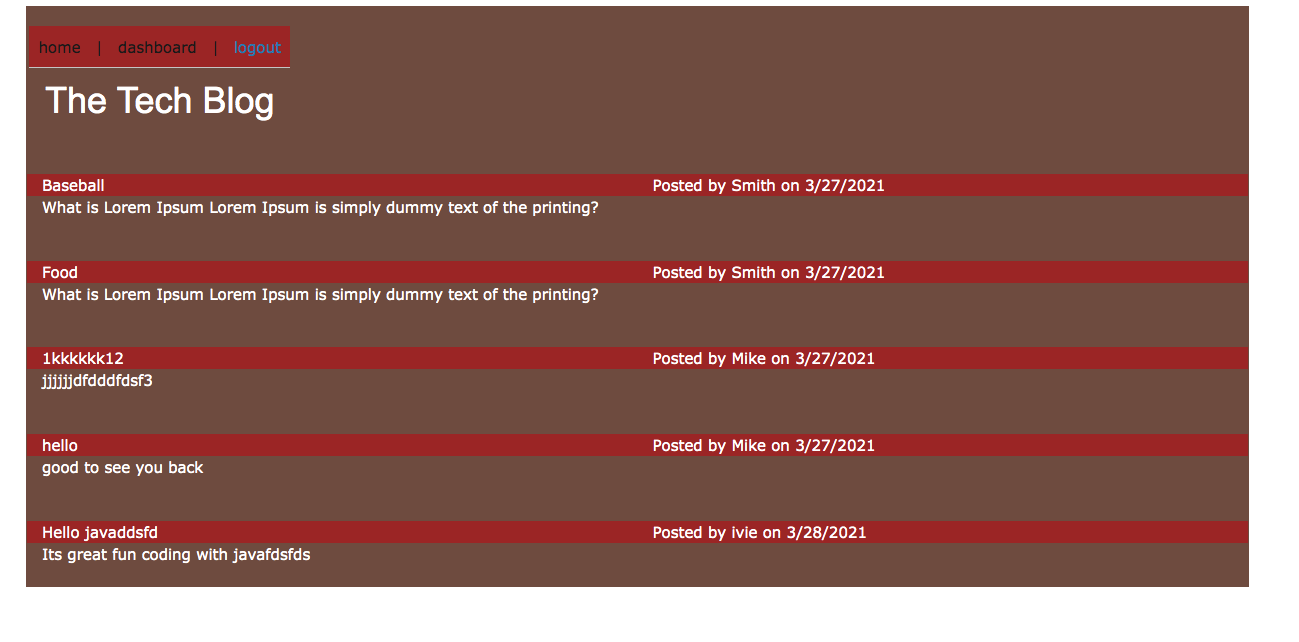 home | dashboard | logout
The Tech Blog
Baseball Posted by Smith on 3/27/2021
What is Lorem Ipsum Lorem Ipsum is simply dummy text of the printing?
Food Posted by Smith on 3/27/2021
What is Lorem Ipsum Lorem Ipsum is simply dummy text of the printing?
1kkkkkk12 Posted by Mike on 3/27/2021
jjjjjjdfdddfdsf3
hello Posted by Mike on 3/27/2021
good to see you back
Hello javaddsfd Posted by ivie on 3/28/2021
Its great fun coding with javafdsfds